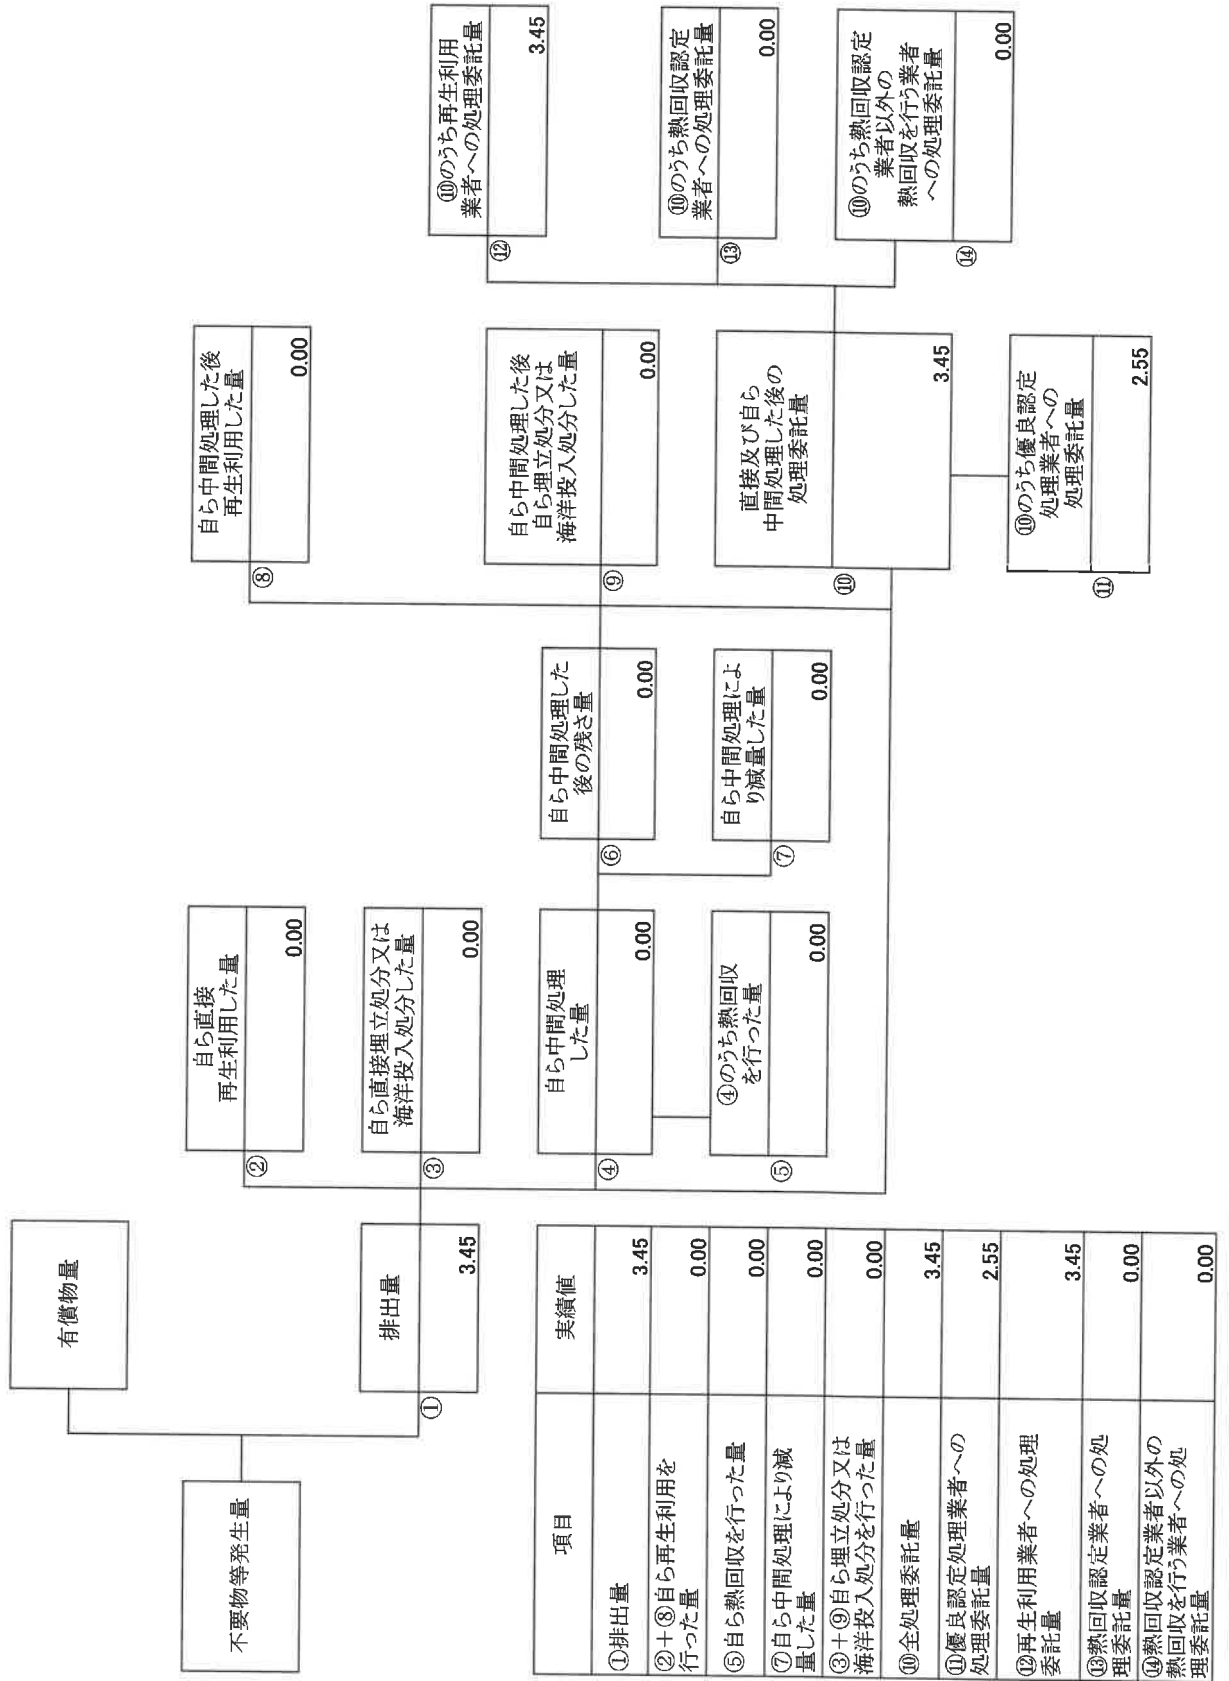 不要物等発生量
有償物量
排出量
①
3.45
自ら直接
再生利用した量
②
0.00
自ら直接埋立処分又は
海洋投入処分した量
③
0.00
自ら中間処理
した量
④
0.00
④のうち熱回収
を行った量
⑤
0.00
自ら中間処理した
後の残さ量
⑥
0.00
自ら中間処理によ
り減量した量
⑦
0.00
自ら中間処理した後
再生利用した量
⑧
0.00
自ら中間処理した後
自ら埋立処分又は
海洋投入処分した量
⑨
0.00
直接及び自ら
中間処理した後の
処理委託量
⑩
3.45
⑩のうち優良認定
処理業者への
処理委託量
⑪
2.55
⑩のうち再生利用
業者への処理委託量
⑫
3.45
⑩のうち熱回収認定
業者への処理委託量
⑬
0.00
⑩のうち熱回収認定
業者以外の
熱回収を行う業者
への処理委託量
⑭
0.00
項目 実績値
①排出量 3.45
②+⑧自ら再生利用を
行った量 0.00
⑤自ら熱回収を行った量 0.00
⑦自ら中間処理により減
量した量 0.00
③+⑨自ら埋立処分又は
海洋投入処分を行った量 0.00
⑩全処理委託量 3.45
⑪優良認定処理業者への
処理委託量 2.55
⑫再生利用業者への処理
委託量 3.45
⑬熱回収認定業者への処
理委託量 0.00
⑭熱回収認定業者以外の
熱回収を行う業者への処
理委託量 0.00